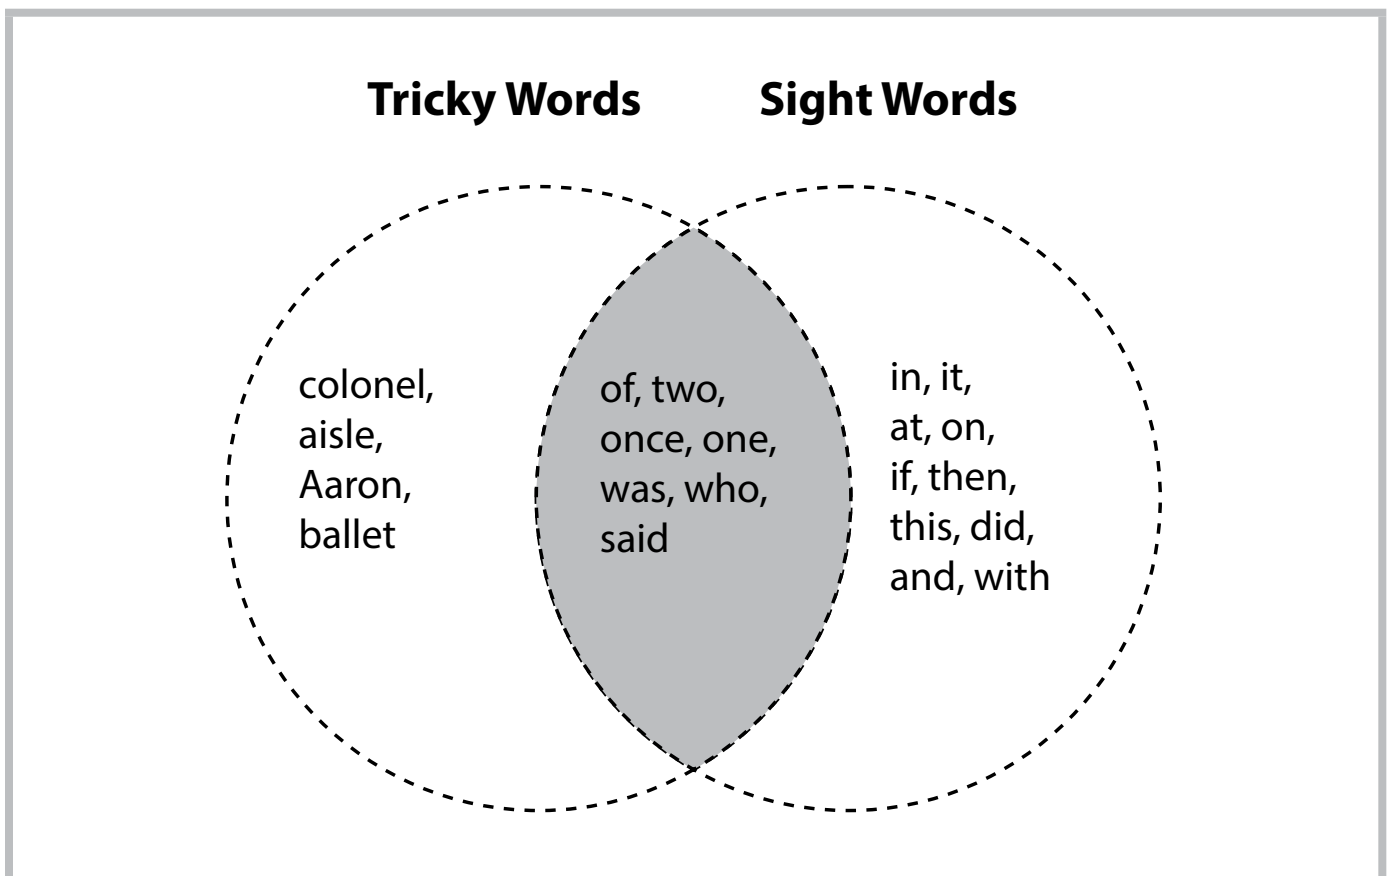 Tricky Words
Sight Words
colonel,
aisle,
Aaron,
ballet
of, two,
once, one,
was, who,
said
in, it,
at, on,
if, then,
this, did,
and, with